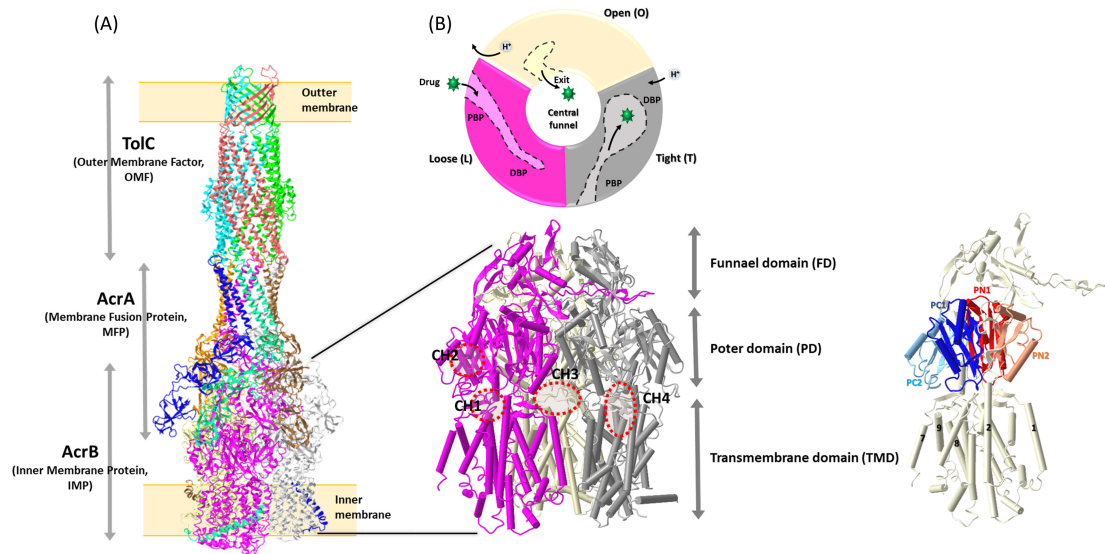 (A)
Outter
membrane
TolC
(Outer Membrane Factor,
OMF)
AcrA
(Membrane Fusion Protein,
MFP)
AcrB
(Inner Membrane Protein,
IMP)
Inner
membrane
(B)
Open (O)
H+
H+
Drug
Exit
Central
funnel
PBP
DBP
DBP
PBP
Loose (L)
Tight (T)
CH2
CH1
CH3
CH4
Funnael domain (FD)
Poter domain (PD)
Transmembrane domain (TMD)
PC1
PN1
PC2
PN2
7
9
8
2
1